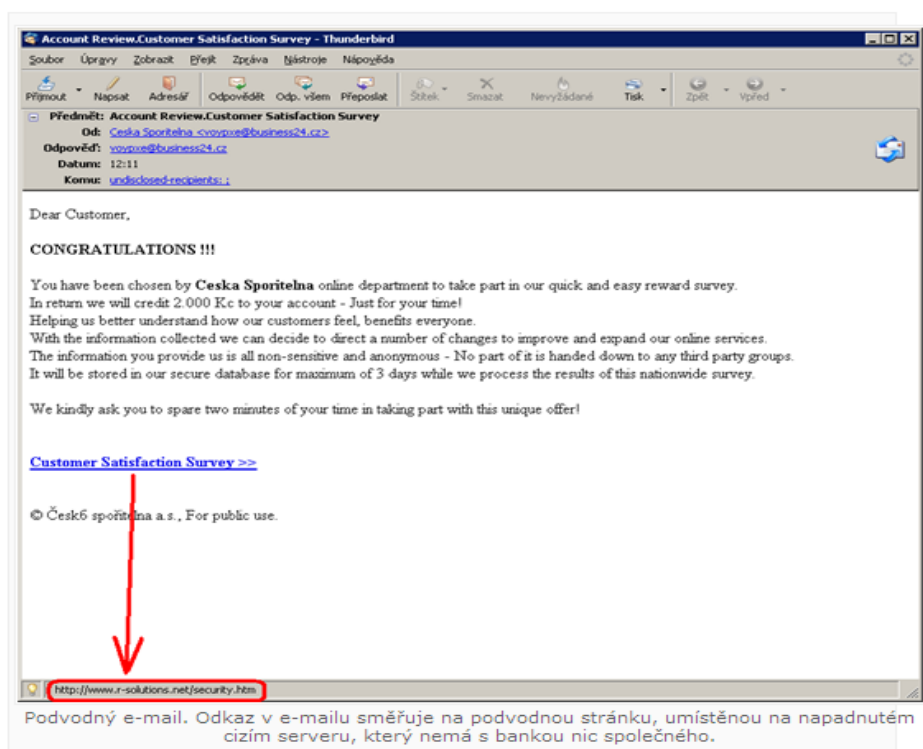 Account Review.Customer Satisfaction Survey - Thunderbird
Soubor Úpravy Zobrazit Přejít Zpráva Nástroje Nápověda
Přijmout Napsat Adresář Odpovědět Odp. všem Přeposlat Štítek Smazat Nevyžádané Tisk Zpět Vpřed
Předmět: Account Review.Customer Satisfaction Survey
Od: Ceska Sporitelna <voypxe@business24.cz>
Odpověď: voypxe@business24.cz
Datum: 12:11
Komu: undisclosed-recipients: ;
Dear Customer,
CONGRATULATIONS !!!
You have been chosen by Ceska Sporitelna online department to take part in our quick and easy reward survey.
In return we will credit 2.000 Kc to your account - Just for your time!
Helping us better understand how our customers feel, benefits everyone.
With the information collected we can decide to direct a number of changes to improve and expand our online services.
The information you provide us is all non-sensitive and anonymous - No part of it is handed down to any third party groups.
It will be stored in our secure database for maximum of 3 days while we process the results of this nationwide survey.
We kindly ask you to spare two minutes of your time in taking part with this unique offer!
Customer Satisfaction Survey >>
© Česk6 spořitelna a.s., For public use.
http://www.r-solutions.net/security.htm
Podvodný e-mail. Odkaz v e-mailu směřuje na podvodnou stránku, umístěnou na napadnutém
cizím serveru, který nemá s bankou nic společného.